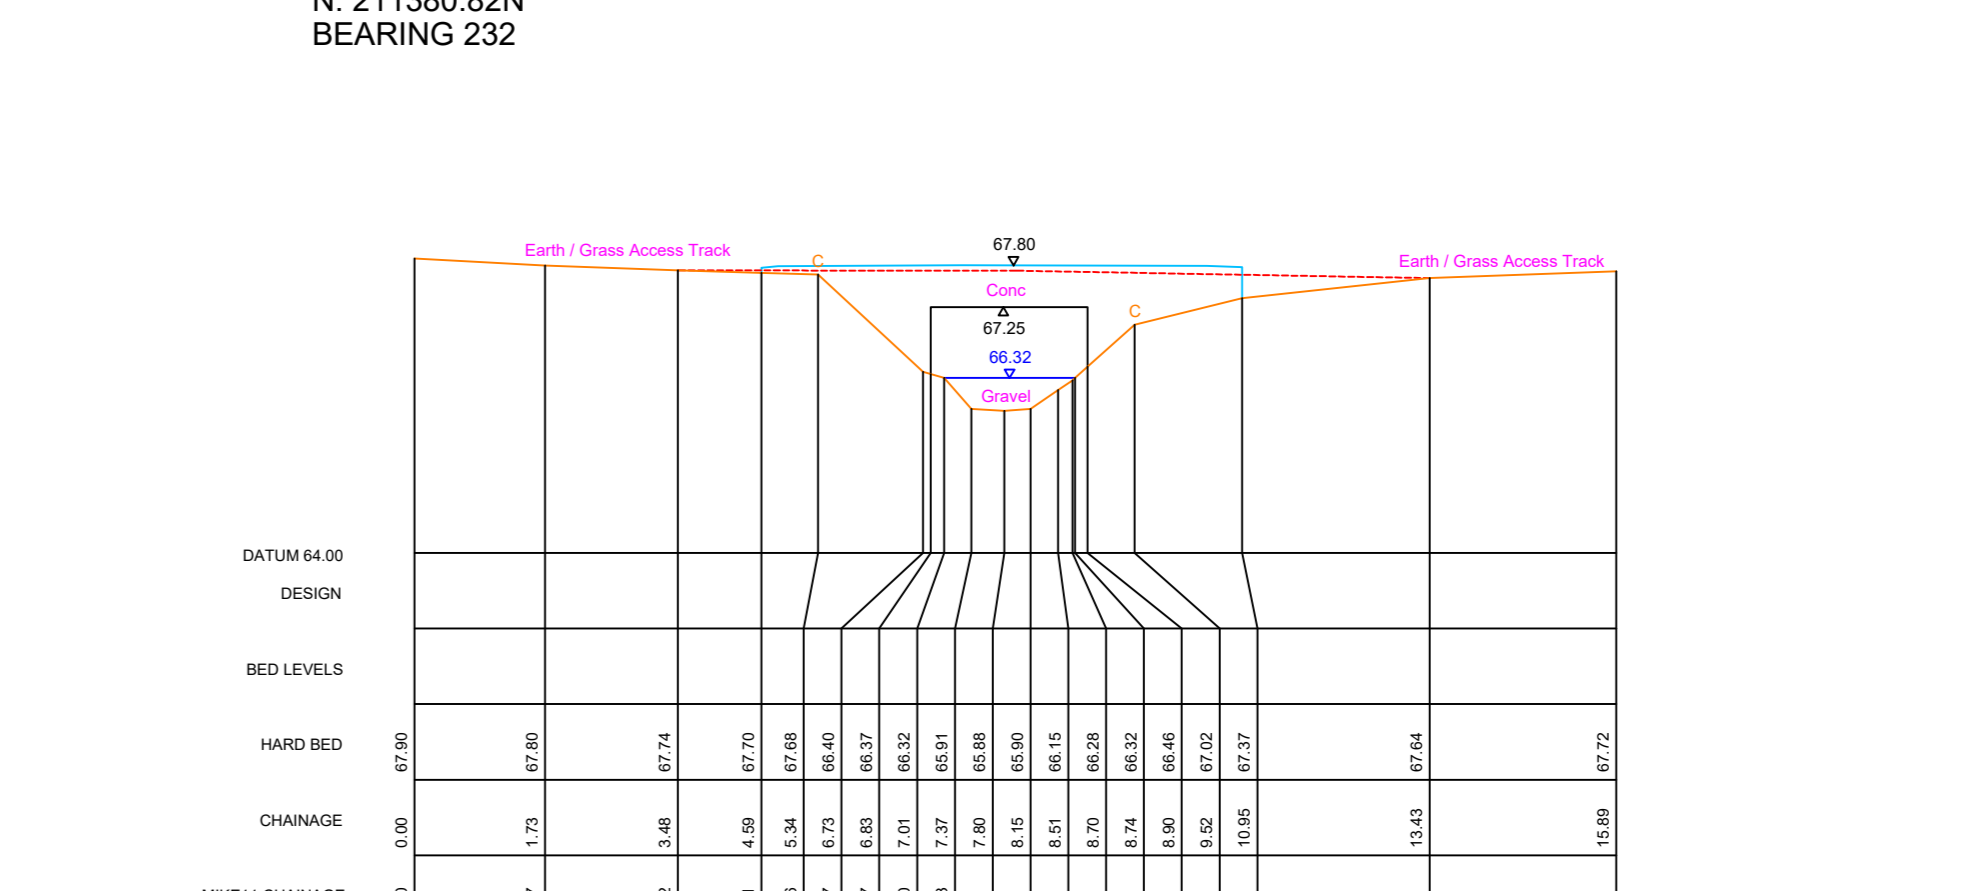 N: 211380.82N
BEARING 232
67.80
Earth / Grass Access Track
C
Earth / Grass Access Track
Conc
C
67.25
66.32
Gravel
DATUM 64.00
DESIGN
BED LEVELS
HARD BED 67.90 67.80 67.74 67.70 67.68 66.40 66.37 66.32 65.91 65.88 65.90 66.15 66.28 66.32 66.46 67.02 67.37 67.64 67.72
CHAINAGE 0.00 1.73 3.48 4.59 5.34 6.73 6.83 7.01 7.37 7.80 8.15 8.51 8.70 8.74 8.90 9.52 10.95 13.43 15.89